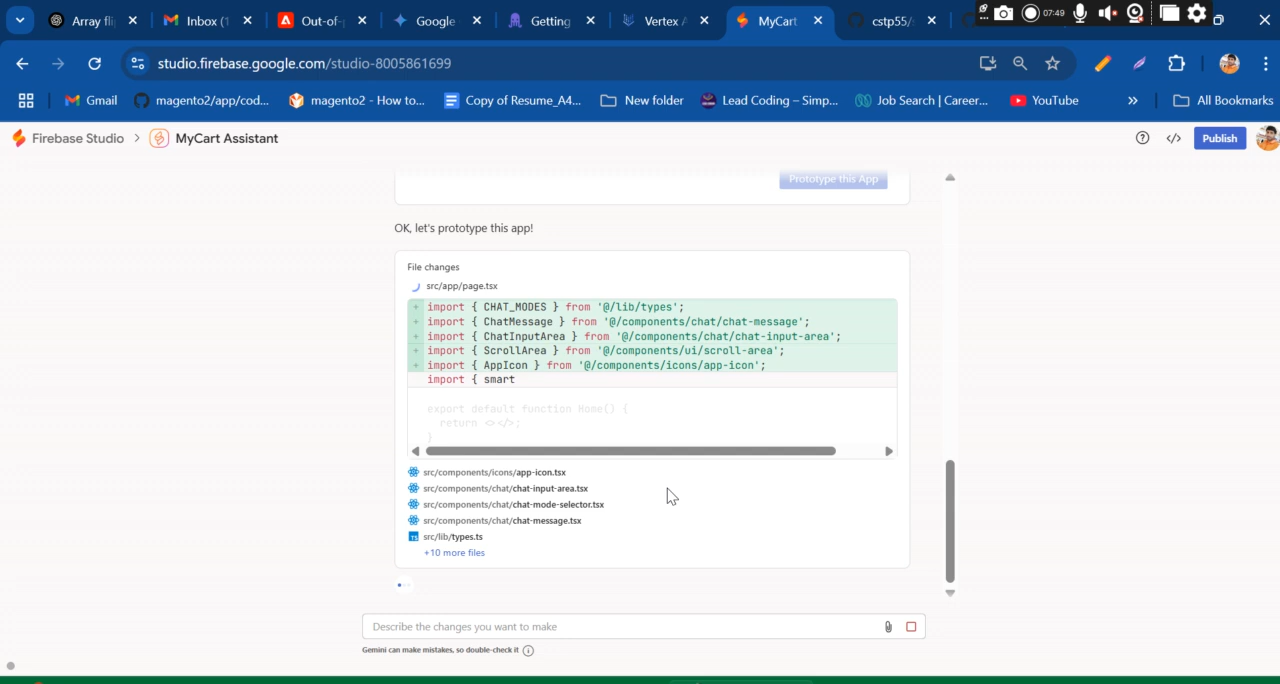 Array fli
Inbox (1
Out-of-
Google
Getting
Vertex A
MyCart
cstp55/
07:49
studio.firebase.google.com/studio-8005861699
Gmail
magento2/app/cod...
magento2 - How to...
Copy of Resume_A4...
New folder
Lead Coding – Simp...
Job Search | Career...
YouTube
»
All Bookmarks
Firebase Studio > MyCart Assistant
Publish
Prototype this App
OK, let's prototype this app!
File changes
src/app/page.tsx
+ import { CHAT_MODES } from '@/lib/types';
+ import { ChatMessage } from '@/components/chat/chat-message';
+ import { ChatInputArea } from '@/components/chat/chat-input-area';
+ import { ScrollArea } from '@/components/ui/scroll-area';
+ import { AppIcon } from '@/components/icons/app-icon';
import { smart
export default function Home() {
return <></>;
}
src/components/icons/app-icon.tsx
src/components/chat/chat-input-area.tsx
src/components/chat/chat-mode-selector.tsx
src/components/chat/chat-message.tsx
TS src/lib/types.ts
+10 more files
Describe the changes you want to make
Gemini can make mistakes, so double-check it